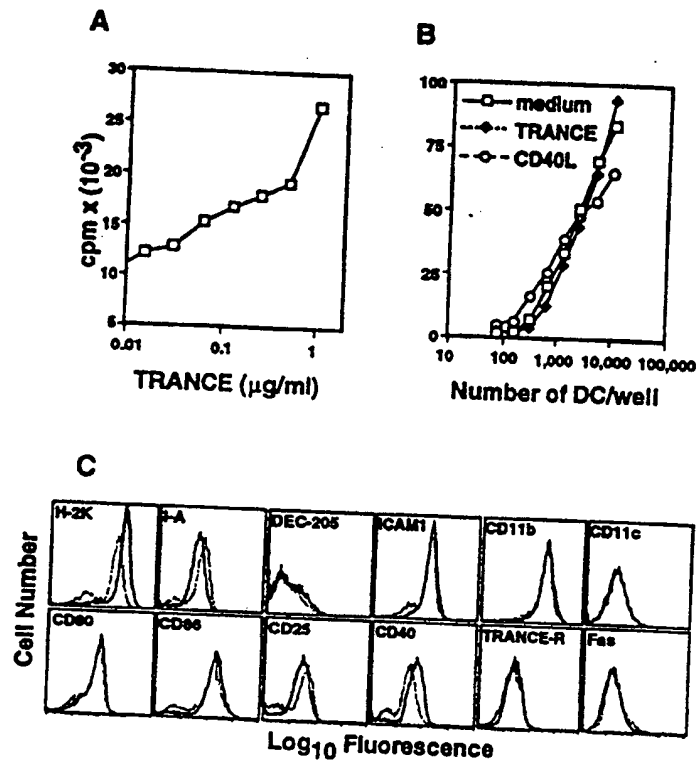 A
30
25
20
15
10
5
0.01
0.1
1
cpm x (10⁻³)
TRANCE (µg/ml)
B
100
75
50
25
0
medium
TRANCE
CD40L
10
100
1,000
10,000
100,000
Number of DC/well
C
Cell Number
H-2K
I-A
DEC-205
ICAM1
CD11b
CD11c
CD80
CD86
CD25
CD40
TRANCE-R
Fas
Log₁₀ Fluorescence